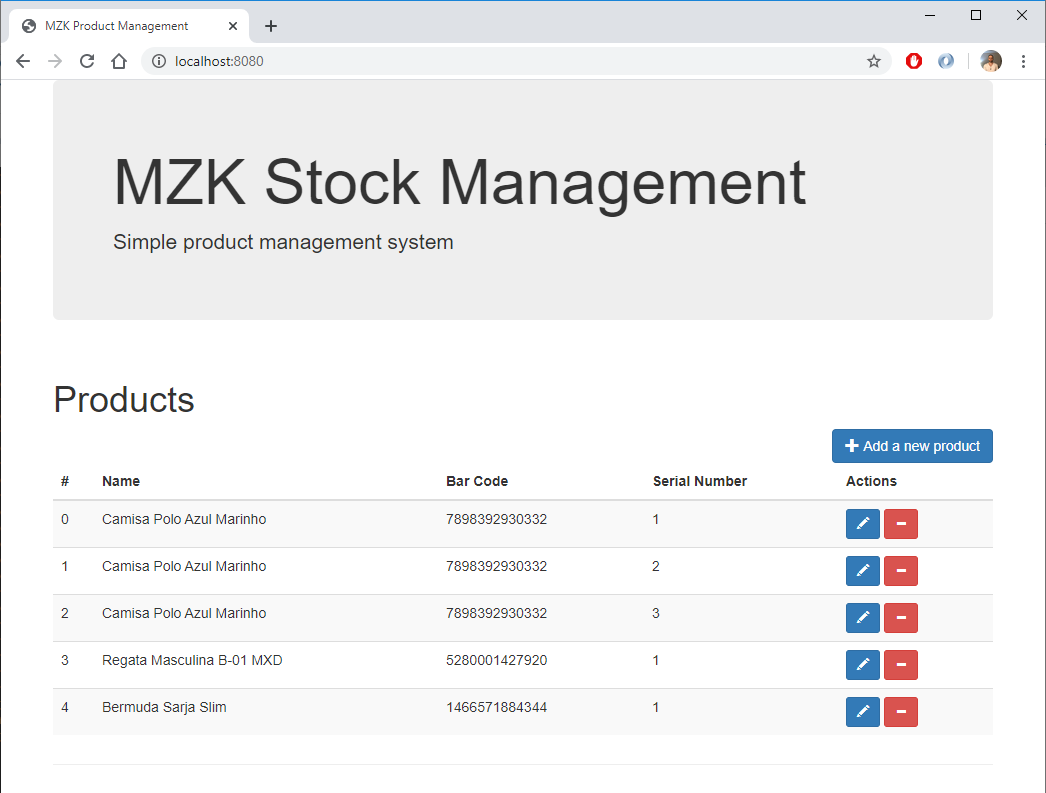 MZK Product Management
localhost:8080
MZK Stock Management
Simple product management system
Products
Add a new product
# Name Bar Code Serial Number Actions
0 Camisa Polo Azul Marinho 7898392930332 1
1 Camisa Polo Azul Marinho 7898392930332 2
2 Camisa Polo Azul Marinho 7898392930332 3
3 Regata Masculina B-01 MXD 5280001427920 1
4 Bermuda Sarja Slim 1466571884344 1